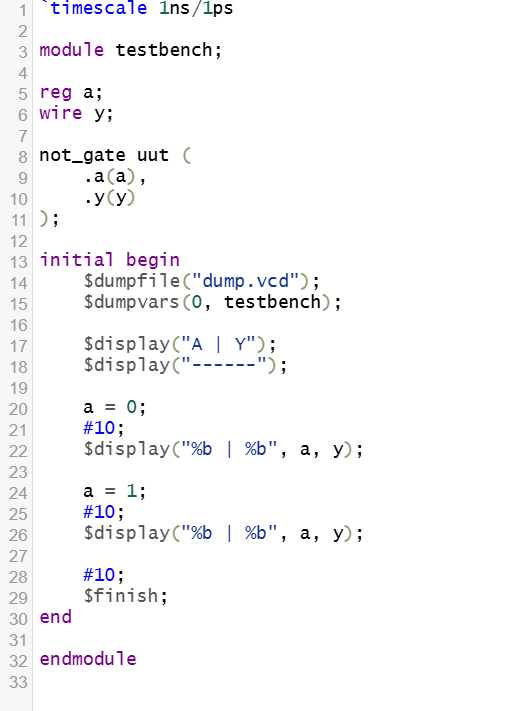 1 `timescale 1ns/1ps
2
3 module testbench;
4
5 reg a;
6 wire y;
7
8 not_gate uut (
9     .a(a),
10     .y(y)
11 );
12
13 initial begin
14     $dumpfile("dump.vcd");
15     $dumpvars(0, testbench);
16
17     $display("A | Y");
18     $display("------");
19
20     a = 0;
21     #10;
22     $display("%b | %b", a, y);
23
24     a = 1;
25     #10;
26     $display("%b | %b", a, y);
27
28     #10;
29     $finish;
30 end
31
32 endmodule
33